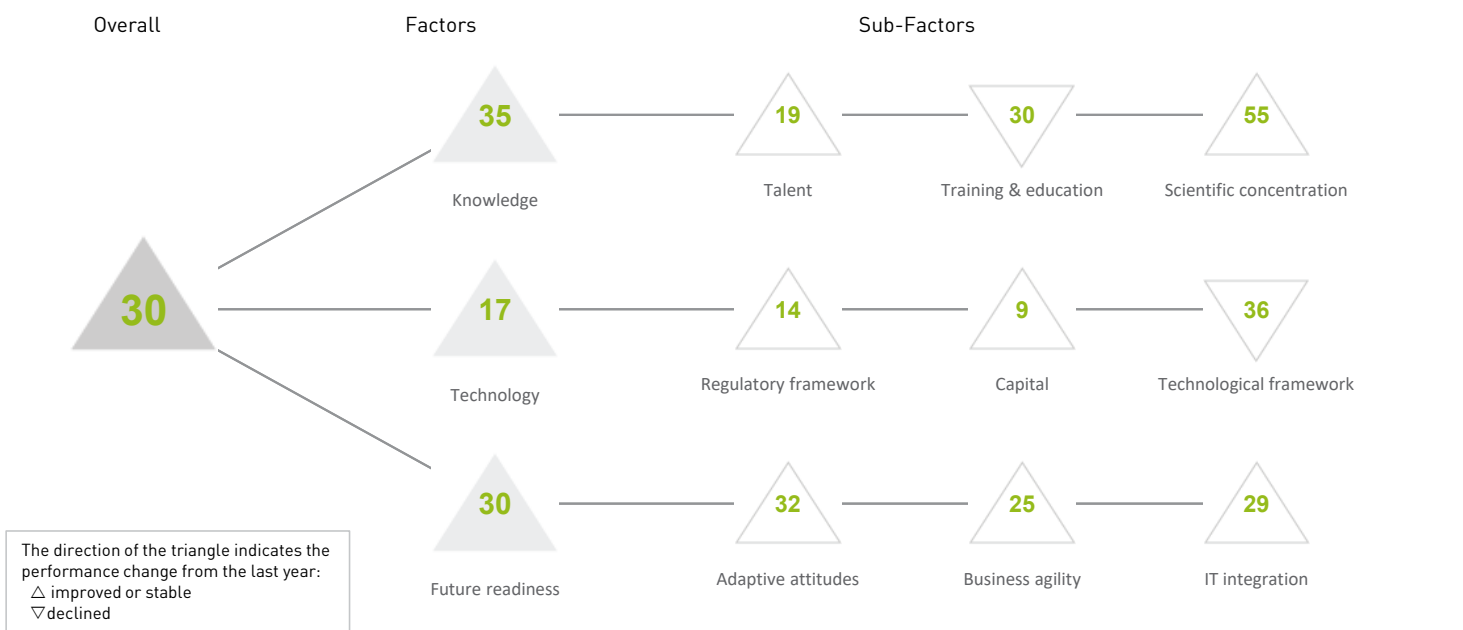 Overall Factors Sub-Factors
35 19 30 55
Knowledge Talent Training & education Scientific concentration
30 17 14 9 36
Technology Regulatory framework Capital Technological framework
30 32 25 29
Future readiness Adaptive attitudes Business agility IT integration
The direction of the triangle indicates the
performance change from the last year:
△ improved or stable
▽ declined